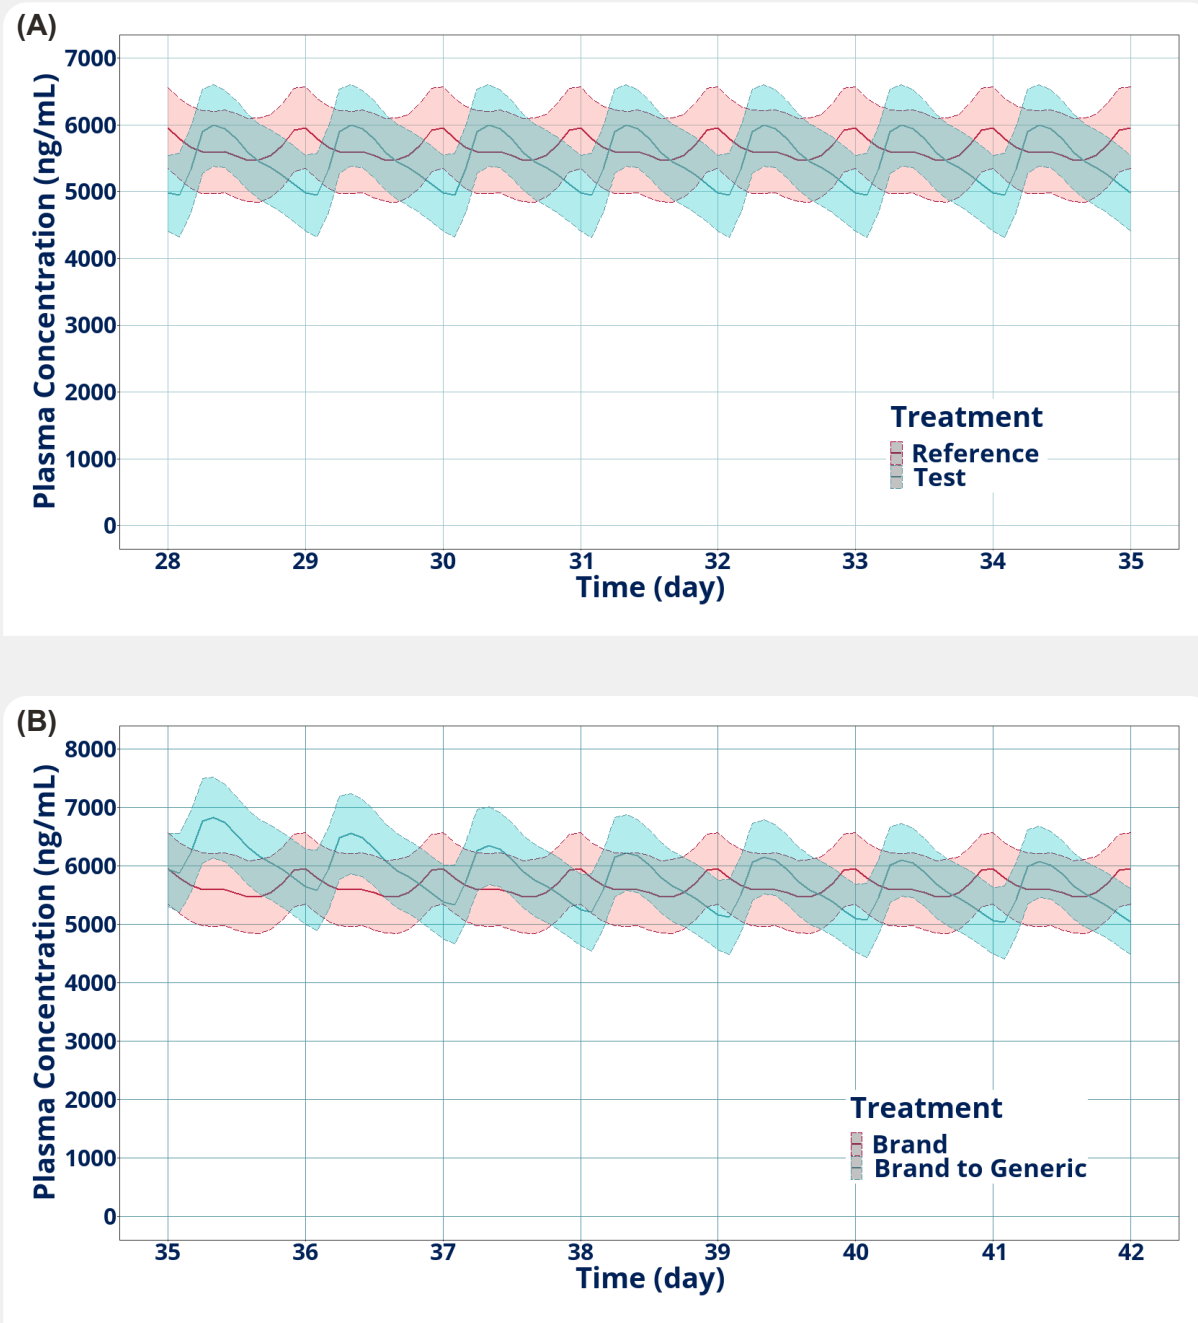 (A)
Plasma Concentration (ng/mL)
7000
6000
5000
4000
3000
2000
1000
0
Treatment
Reference
Test
28 29 30 31 32 33 34 35
Time (day)
(B)
Plasma Concentration (ng/mL)
8000
7000
6000
5000
4000
3000
2000
1000
0
Treatment
Brand
Brand to Generic
35 36 37 38 39 40 41 42
Time (day)